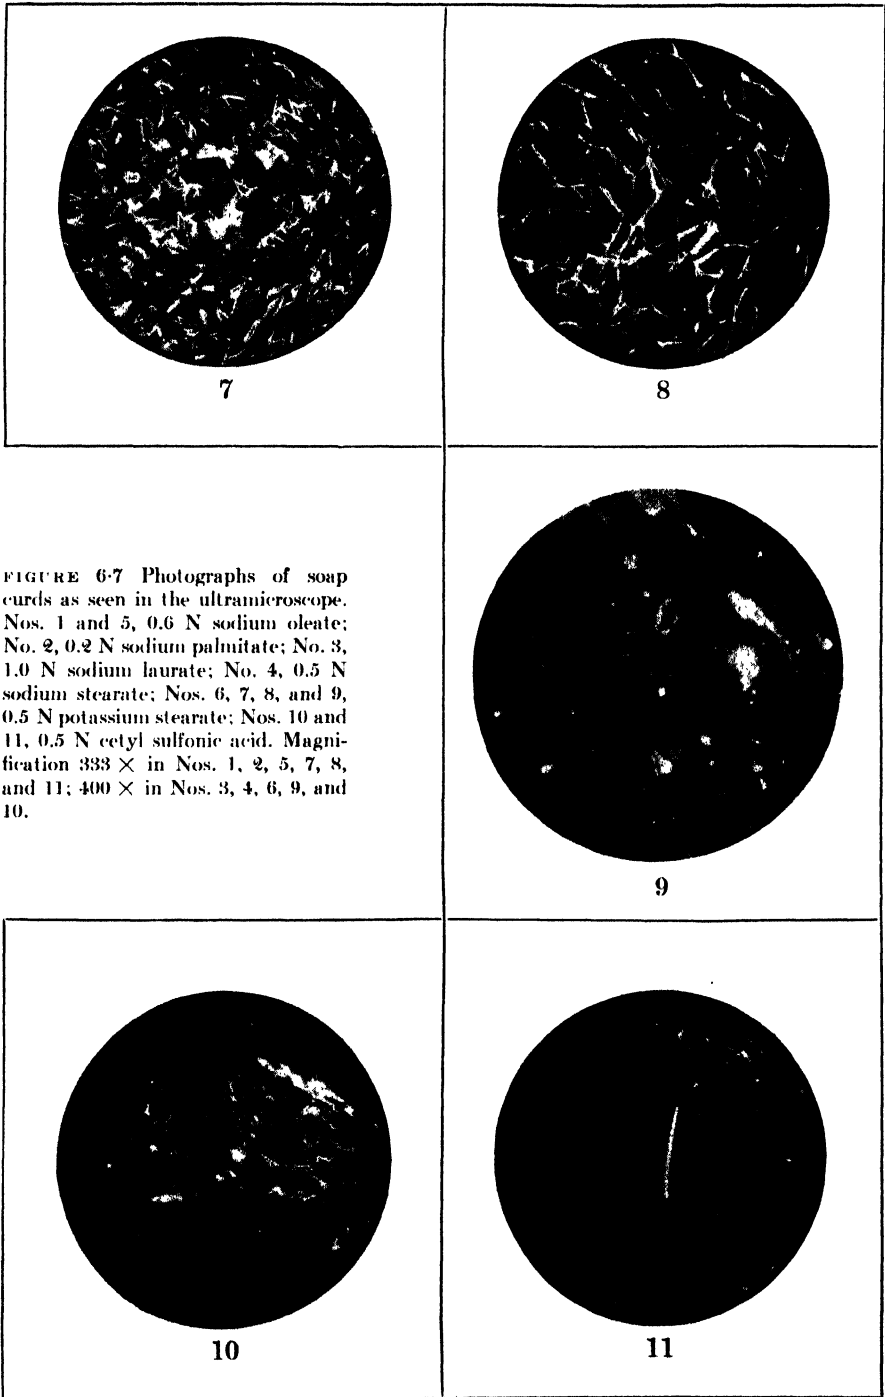 7
8
FIGURE 6·7 Photographs of soap
curds as seen in the ultramicroscope.
Nos. 1 and 5, 0.6 N sodium oleate;
No. 2, 0.2 N sodium palmitate; No. 3,
1.0 N sodium laurate; No. 4, 0.5 N
sodium stearate; Nos. 6, 7, 8, and 9,
0.5 N potassium stearate; Nos. 10 and
11, 0.5 N cetyl sulfonic acid. Magni-
fication 333 × in Nos. 1, 2, 5, 7, 8,
and 11; 400 × in Nos. 3, 4, 6, 9, and
10.
9
10
11